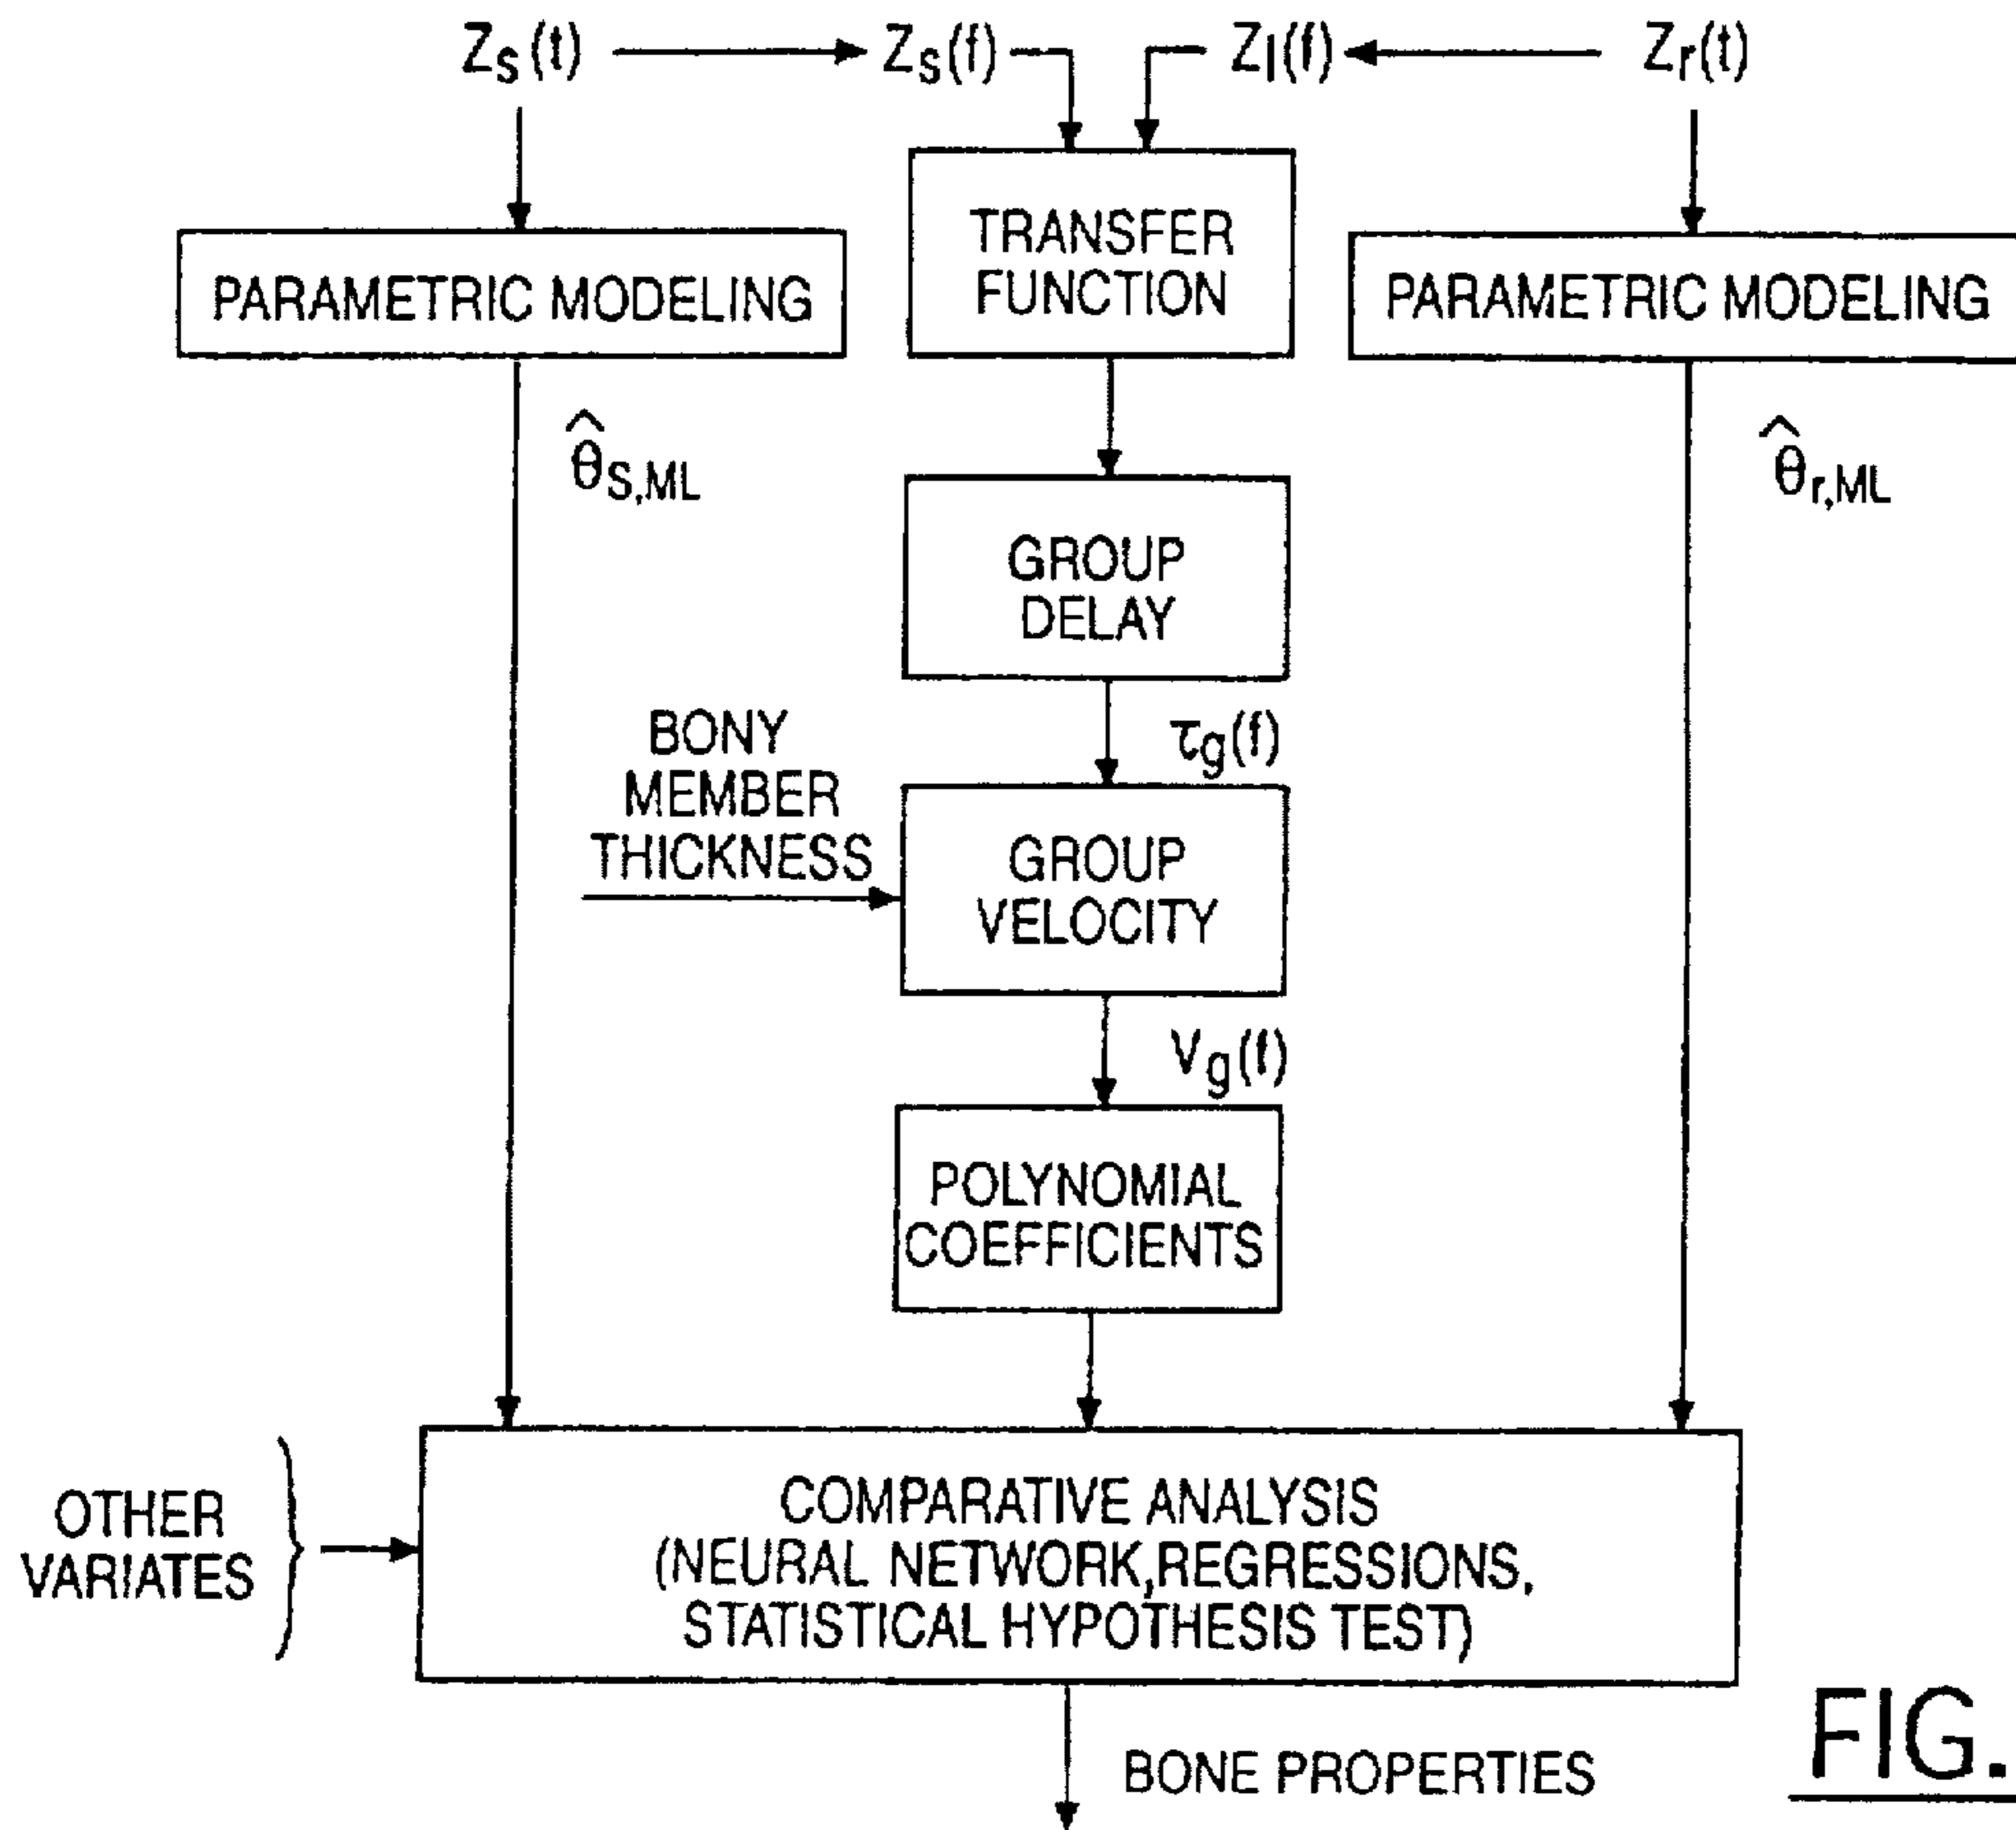 Zs(t) Zs(f) Zl(f) Zr(t)
TRANSFER
FUNCTION
PARAMETRIC MODELING
PARAMETRIC MODELING
θ̂S,ML
θ̂r,ML
GROUP
DELAY
τg(f)
BONY
MEMBER
THICKNESS
GROUP
VELOCITY
Vg(f)
POLYNOMIAL
COEFFICIENTS
OTHER
VARIATES
COMPARATIVE ANALYSIS
(NEURAL NETWORK,REGRESSIONS,
STATISTICAL HYPOTHESIS TEST)
BONE PROPERTIES
FIG.